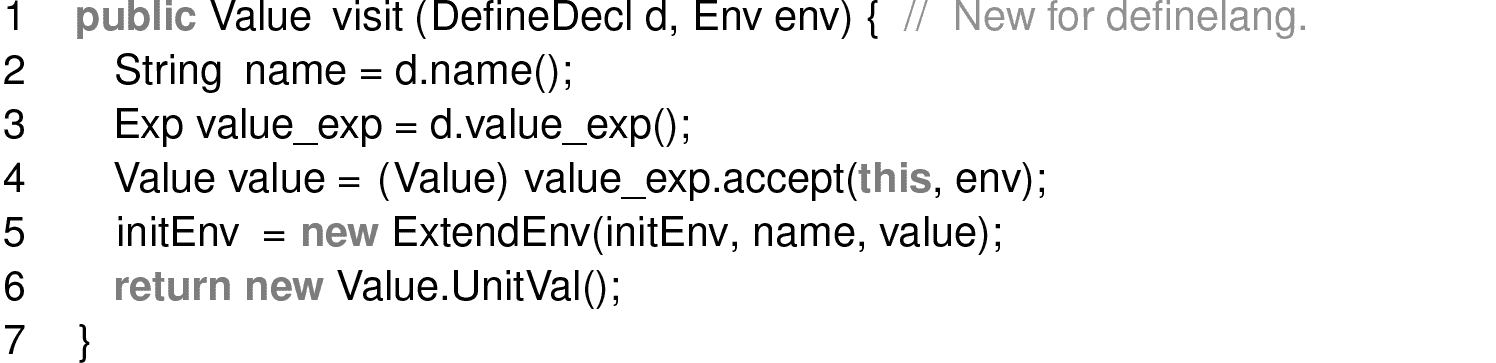 1 public Value visit (DefineDecl d, Env env) { // New for definelang.
2 String name = d.name();
3 Exp value_exp = d.value_exp();
4 Value value = (Value) value_exp.accept(this, env);
5 initEnv = new ExtendEnv(initEnv, name, value);
6 return new Value.UnitVal();
7 }